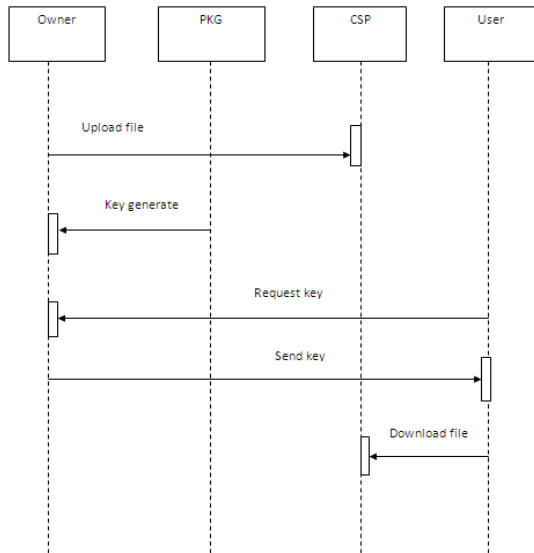 Owner
PKG
CSP
User
Upload file
Key generate
Request key
Send key
Download file